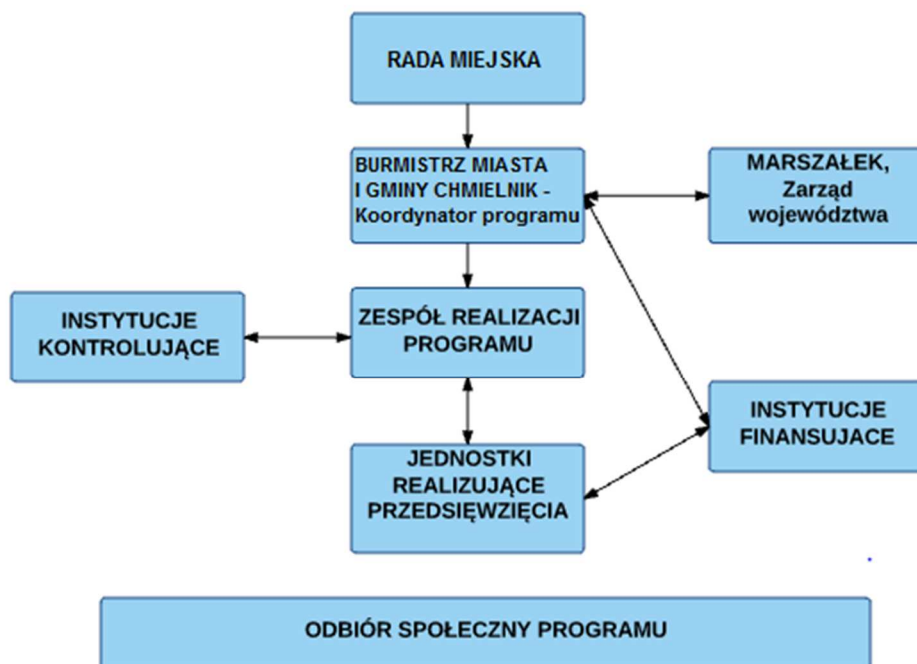 RADA MIEJSKA
BURMISTRZ MIASTA
I GMINY CHMIELNIK -
Koordynator programu
MARSZAŁEK,
Zarząd
województwa
INSTYTUCJE
KONTROLUJĄCE
ZESPÓŁ REALIZACJI
PROGRAMU
INSTYTUCJE
FINANSUJACE
JEDNOSTKI
REALIZUJĄCE
PRZEDSIĘWZIĘCIA
ODBIÓR SPOŁECZNY PROGRAMU